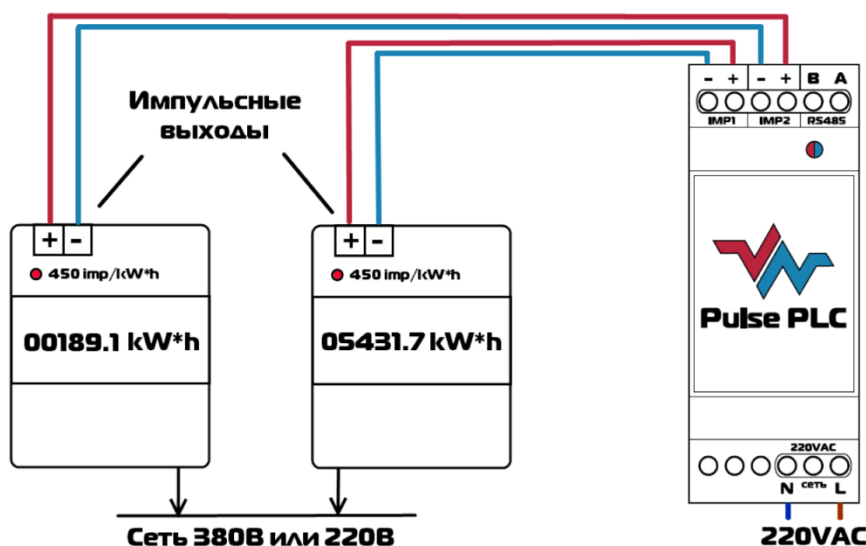 - + - + B A
IMP1 IMP2 RS485
Импульсные
выходы
+ -
+ -
450 imp/kW*h
450 imp/kW*h
00189.1 kW*h
05431.7 kW*h
Pulse PLC
220VAC
N сеть L
Сеть 380В или 220В
220VAC